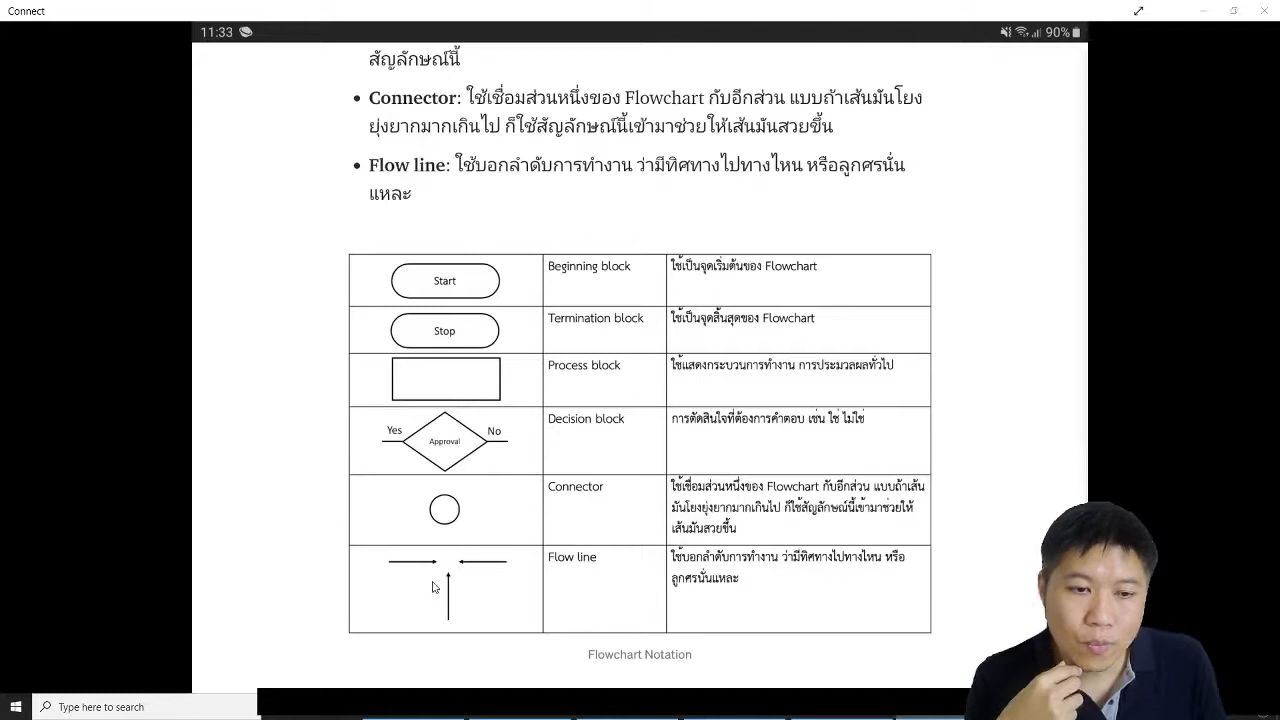 Connect
11:33
90%
สัญลักษณ์นี้
• Connector: ใช้เชื่อมส่วนหนึ่งของ Flowchart กับอีกส่วน แบบถ้าเส้นมันโยง
ยุ่งยากมากเกินไป ก็ใช้สัญลักษณ์นี้เข้ามาช่วยให้เส้นมันสวยขึ้น
• Flow line: ใช้บอกลำดับการทำงาน ว่ามีทิศทางไปทางไหน หรือลูกศรนั่น
แหละ
Start
Beginning block
ใช้เป็นจุดเริ่มต้นของ Flowchart
Stop
Termination block
ใช้เป็นจุดสิ้นสุดของ Flowchart
Process block
ใช้แสดงกระบวนการทำงาน การประมวลผลทั่วไป
Yes
Approval
No
Decision block
การตัดสินใจที่ต้องการคำตอบ เช่น ใช่ ไม่ใช่
Connector
ใช้เชื่อมส่วนหนึ่งของ Flowchart กับอีกส่วน แบบถ้าเส้น
มันโยงยุ่งยากมากเกินไป ก็ใช้สัญลักษณ์นี้เข้ามาช่วยให้
เส้นมันสวยขึ้น
Flow line
ใช้บอกลำดับการทำงาน ว่ามีทิศทางไปทางไหน หรือ
ลูกศรนั่นแหละ
Flowchart Notation
Type here to search